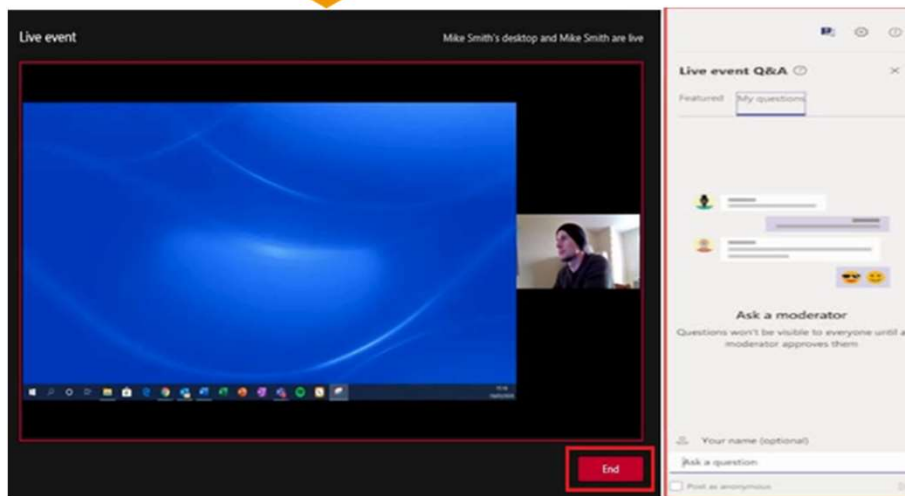 Live event
Mike Smith's desktop and Mike Smith are live
End
Live event Q&A
Featured My questions
Ask a moderator
Questions won't be visible to everyone until a
moderator approves them
Your name (optional)
Ask a question
Post as anonymous